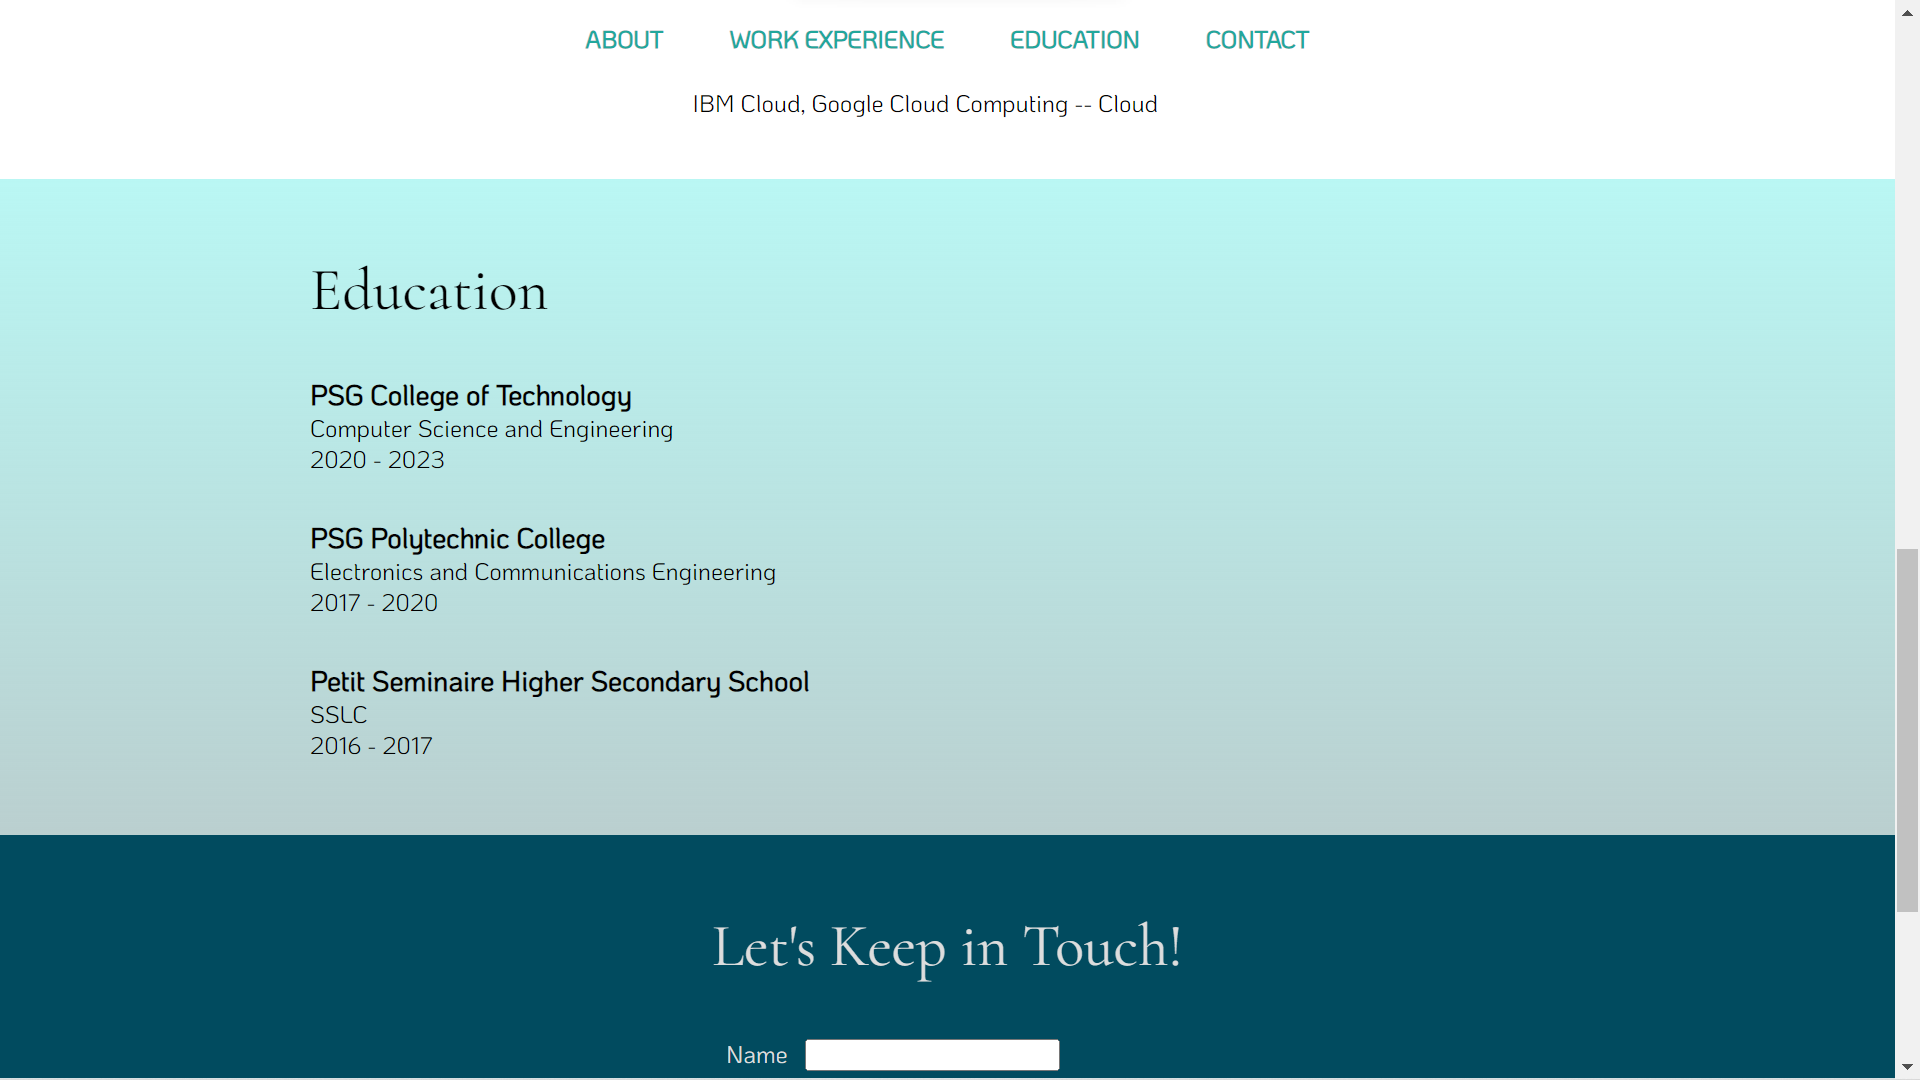 ABOUT WORK EXPERIENCE EDUCATION CONTACT
IBM Cloud, Google Cloud Computing -- Cloud
Education
PSG College of Technology
Computer Science and Engineering
2020 - 2023
PSG Polytechnic College
Electronics and Communications Engineering
2017 - 2020
Petit Seminaire Higher Secondary School
SSLC
2016 - 2017
Let's Keep in Touch!
Name